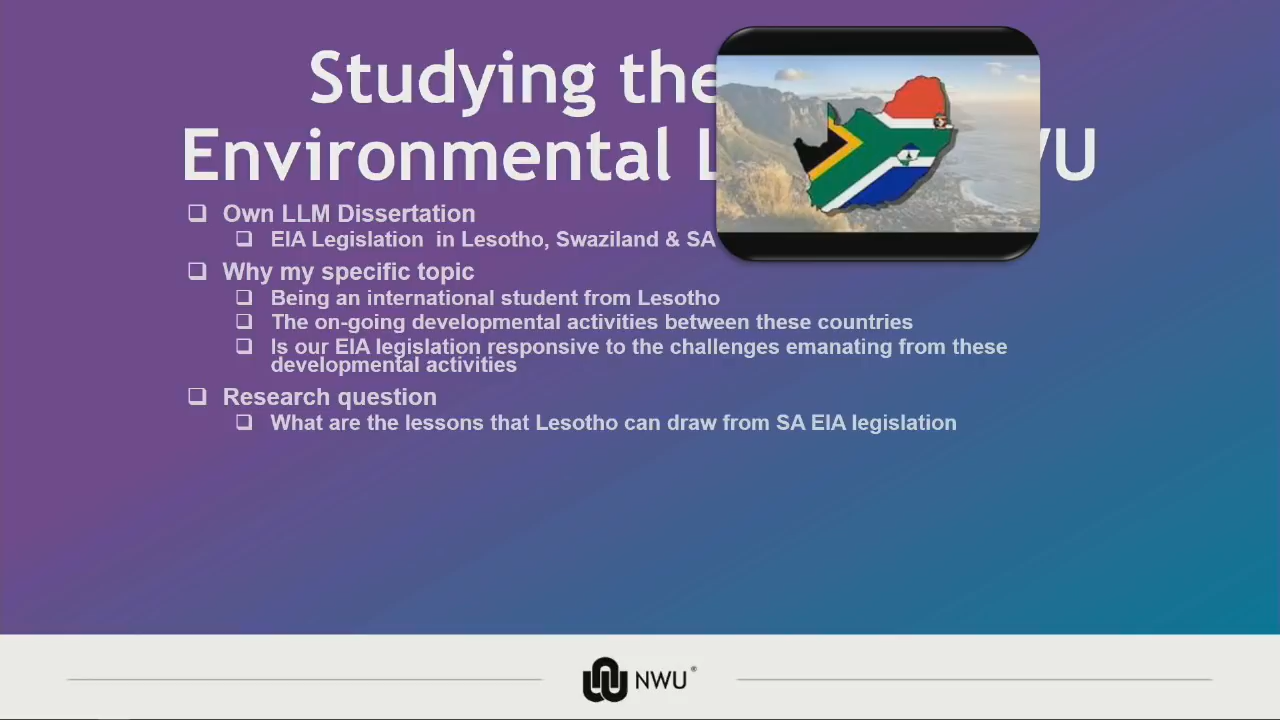 Studying the
Environmental WU
❑ Own LLM Dissertation
❑ EIA Legislation in Lesotho, Swaziland & SA
❑ Why my specific topic
❑ Being an international student from Lesotho
❑ The on-going developmental activities between these countries
❑ Is our EIA legislation responsive to the challenges emanating from these
developmental activities
❑ Research question
❑ What are the lessons that Lesotho can draw from SA EIA legislation
NWU®